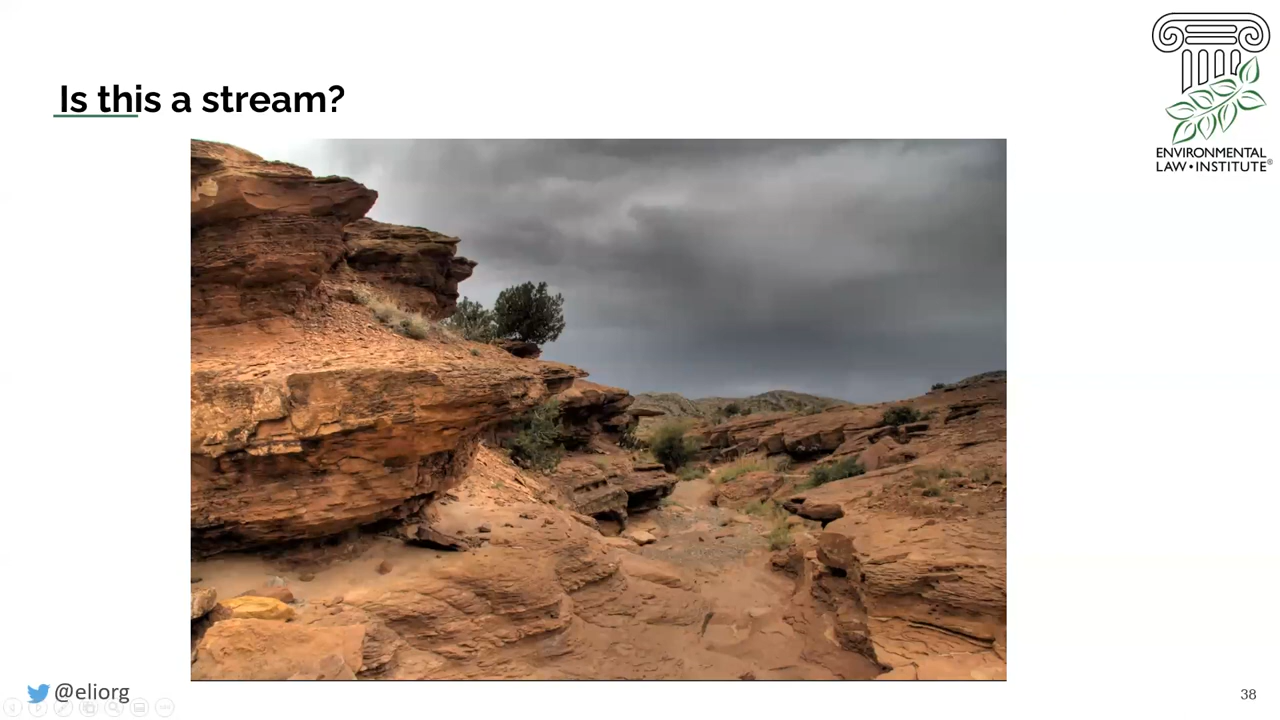 Is this a stream?
ENVIRONMENTAL
LAW•INSTITUTE®
@eliorg
38